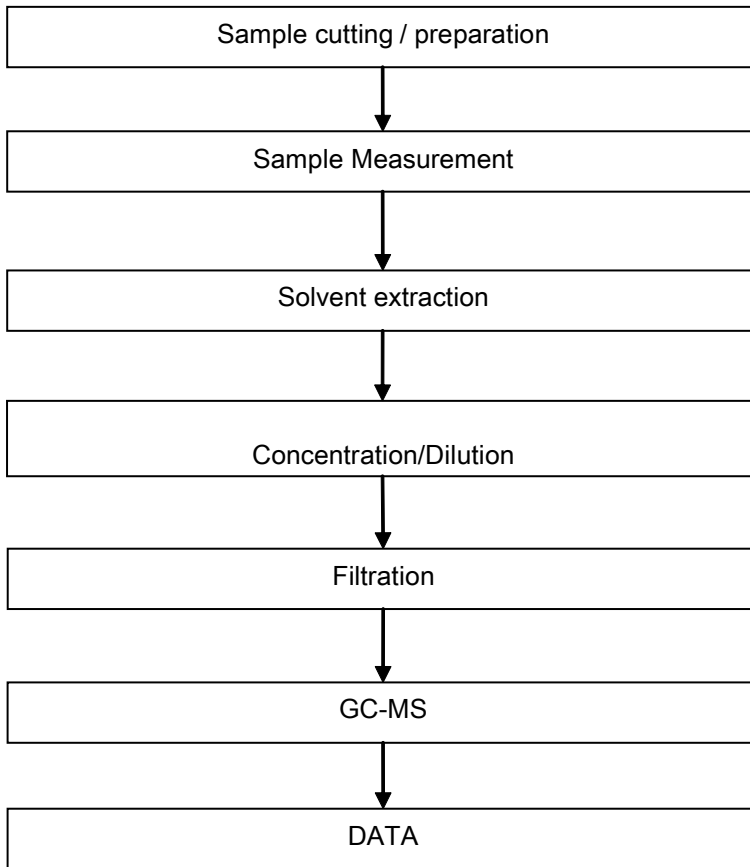 Sample cutting / preparation
Sample Measurement
Solvent extraction
Concentration/Dilution
Filtration
GC-MS
DATA